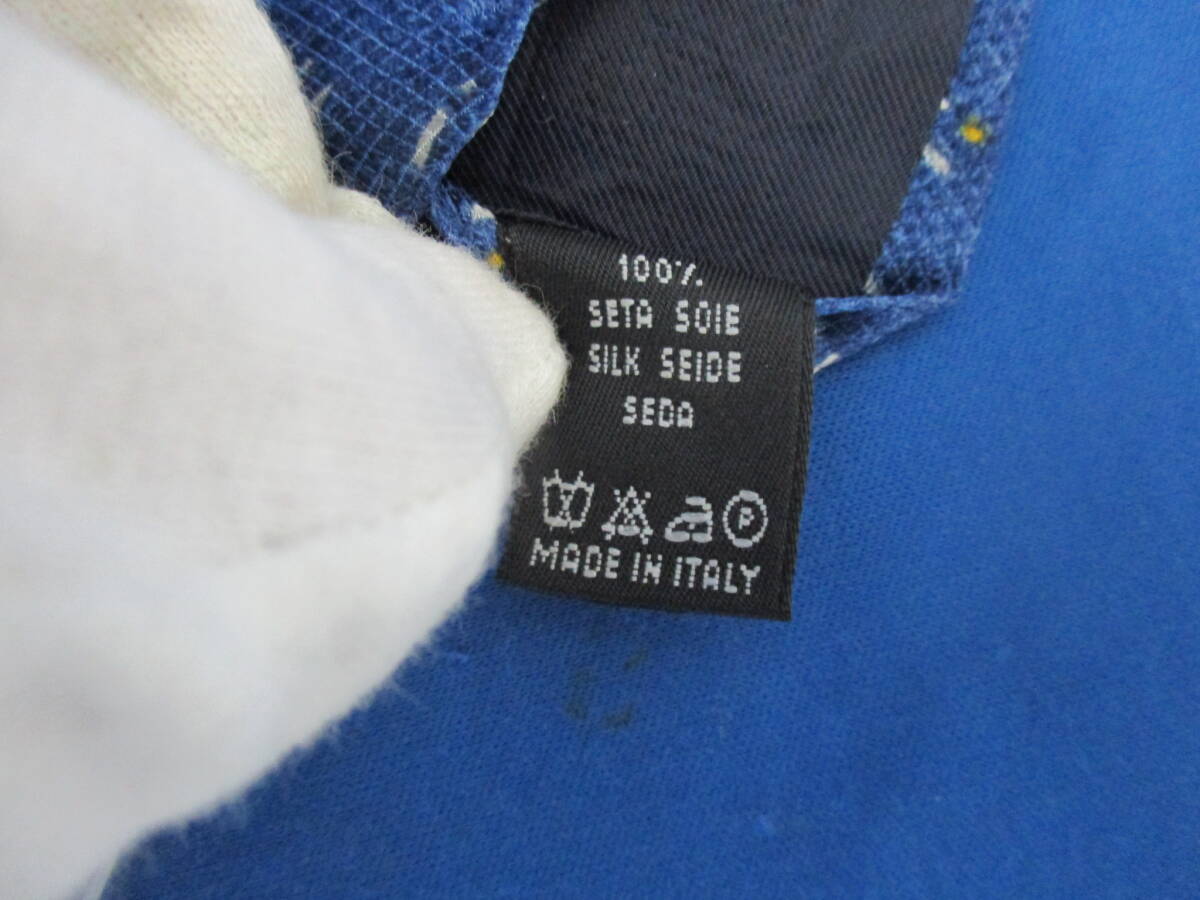 100%
SETA SOIE
SILK SEIDE
SEDA
P
MADE IN ITALY